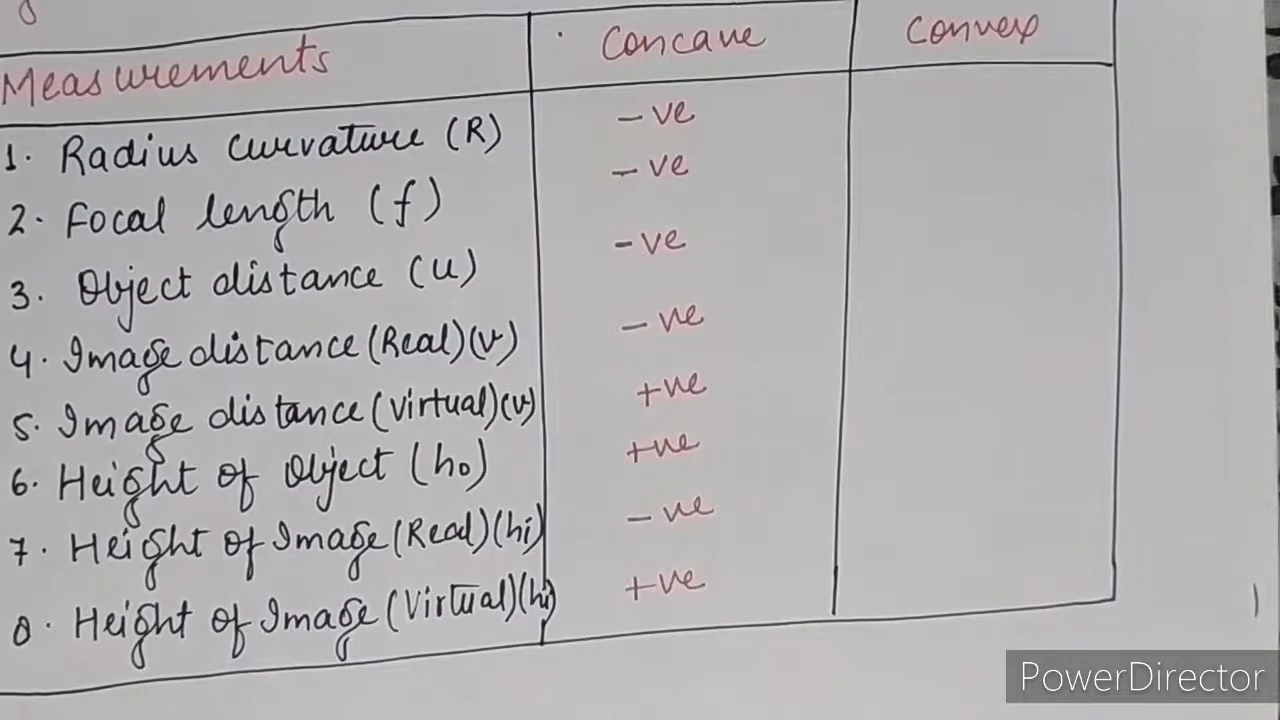 Measurements Concave Convex
1. Radius curvature (R) -ve
2. Focal length (f) -ve
3. Object distance (u) -ve
4. Image distance (Real)(v) -ve
5. Image distance (Virtual)(v) +ve
6. Height of Object (ho) +ve
7. Height of Image (Real)(hi) -ve
8. Height of Image (Virtual)(hi) +ve
PowerDirector